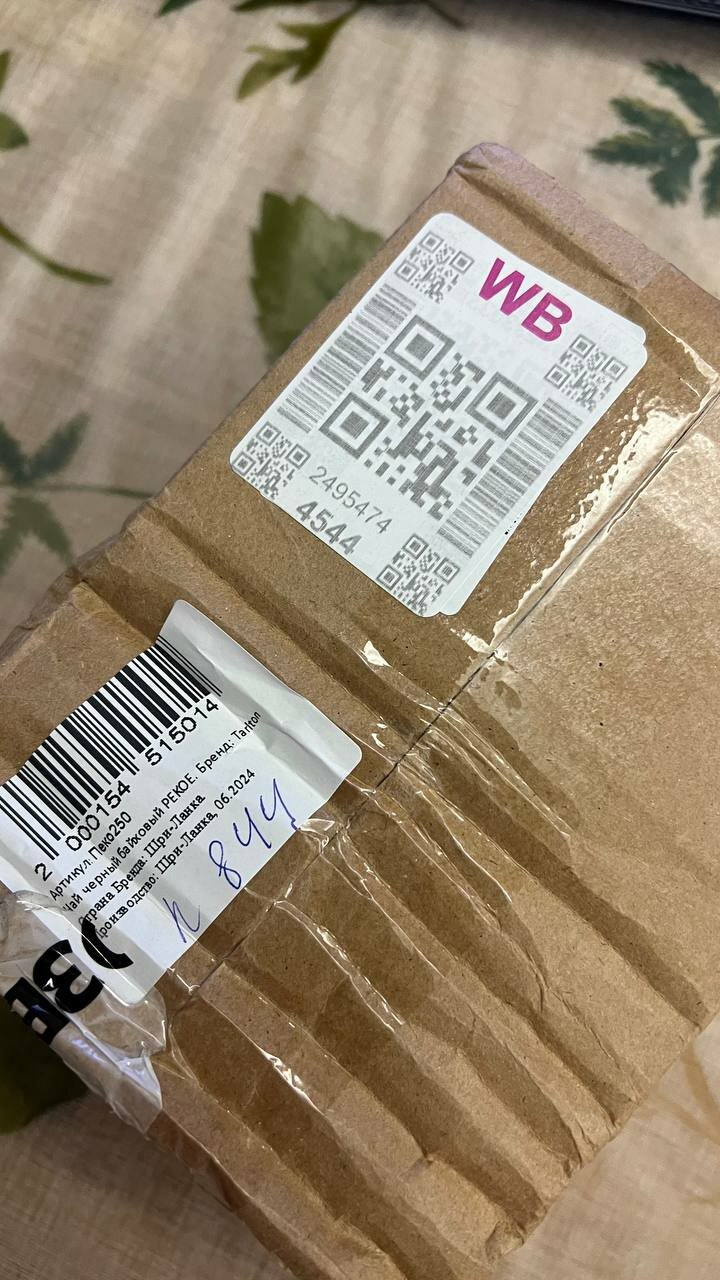 WB
2495474
4544
2 000154 515014
Артикул: Пеко250
Чай черный байховый PEKOE. Бренд: Tarlton
Страна Бренда: Шри-Ланка
Производство: Шри-Ланка, 06.2024
844